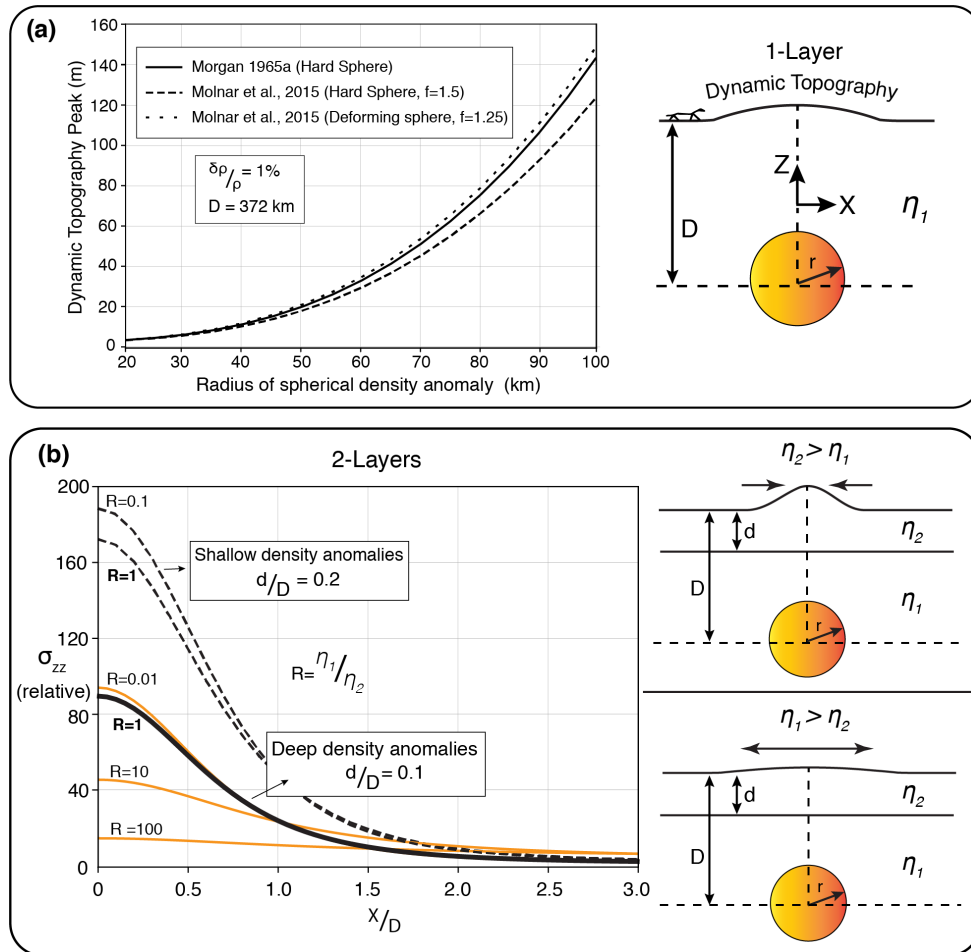 (a)
160
140
120
100
80
60
40
20
0
Dynamic Topography Peak (m)
Morgan 1965a (Hard Sphere)
Molnar et al., 2015 (Hard Sphere, f=1.5)
Molnar et al., 2015 (Deforming sphere, f=1.25)
δρ/ρ = 1%
D = 372 km
20 30 40 50 60 70 80 90 100
Radius of spherical density anomaly (km)
1-Layer
Dynamic Topography
Z
X
D
η₁
r
(b)
2-Layers
200
160
120
80
40
0
σzz
(relative)
R=0.1
R=1
Shallow density anomalies
d/D = 0.2
R=η₁/η₂
R=0.01
R=1
Deep density anomalies
d/D = 0.1
R=10
R =100
0 0.5 1.0 1.5 2.0 2.5 3.0
X/D
η₂ > η₁
d
η₂
D
η₁
r
η₁ > η₂
d
η₂
D
η₁
r